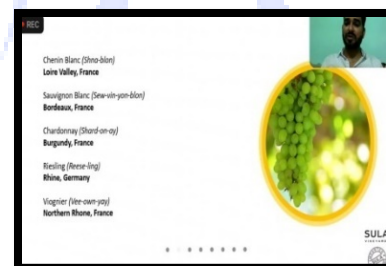 REC
Chenin Blanc (Shna-blon)
Loire Valley, France
Sauvignon Blanc (Sew-vin-yon-blon)
Bordeaux, France
Chardonnay (Shard-on-ay)
Burgundy, France
Riesling (Reese-ling)
Rhine, Germany
Viognier (Vee-own-yay)
Northern Rhone, France
SULA